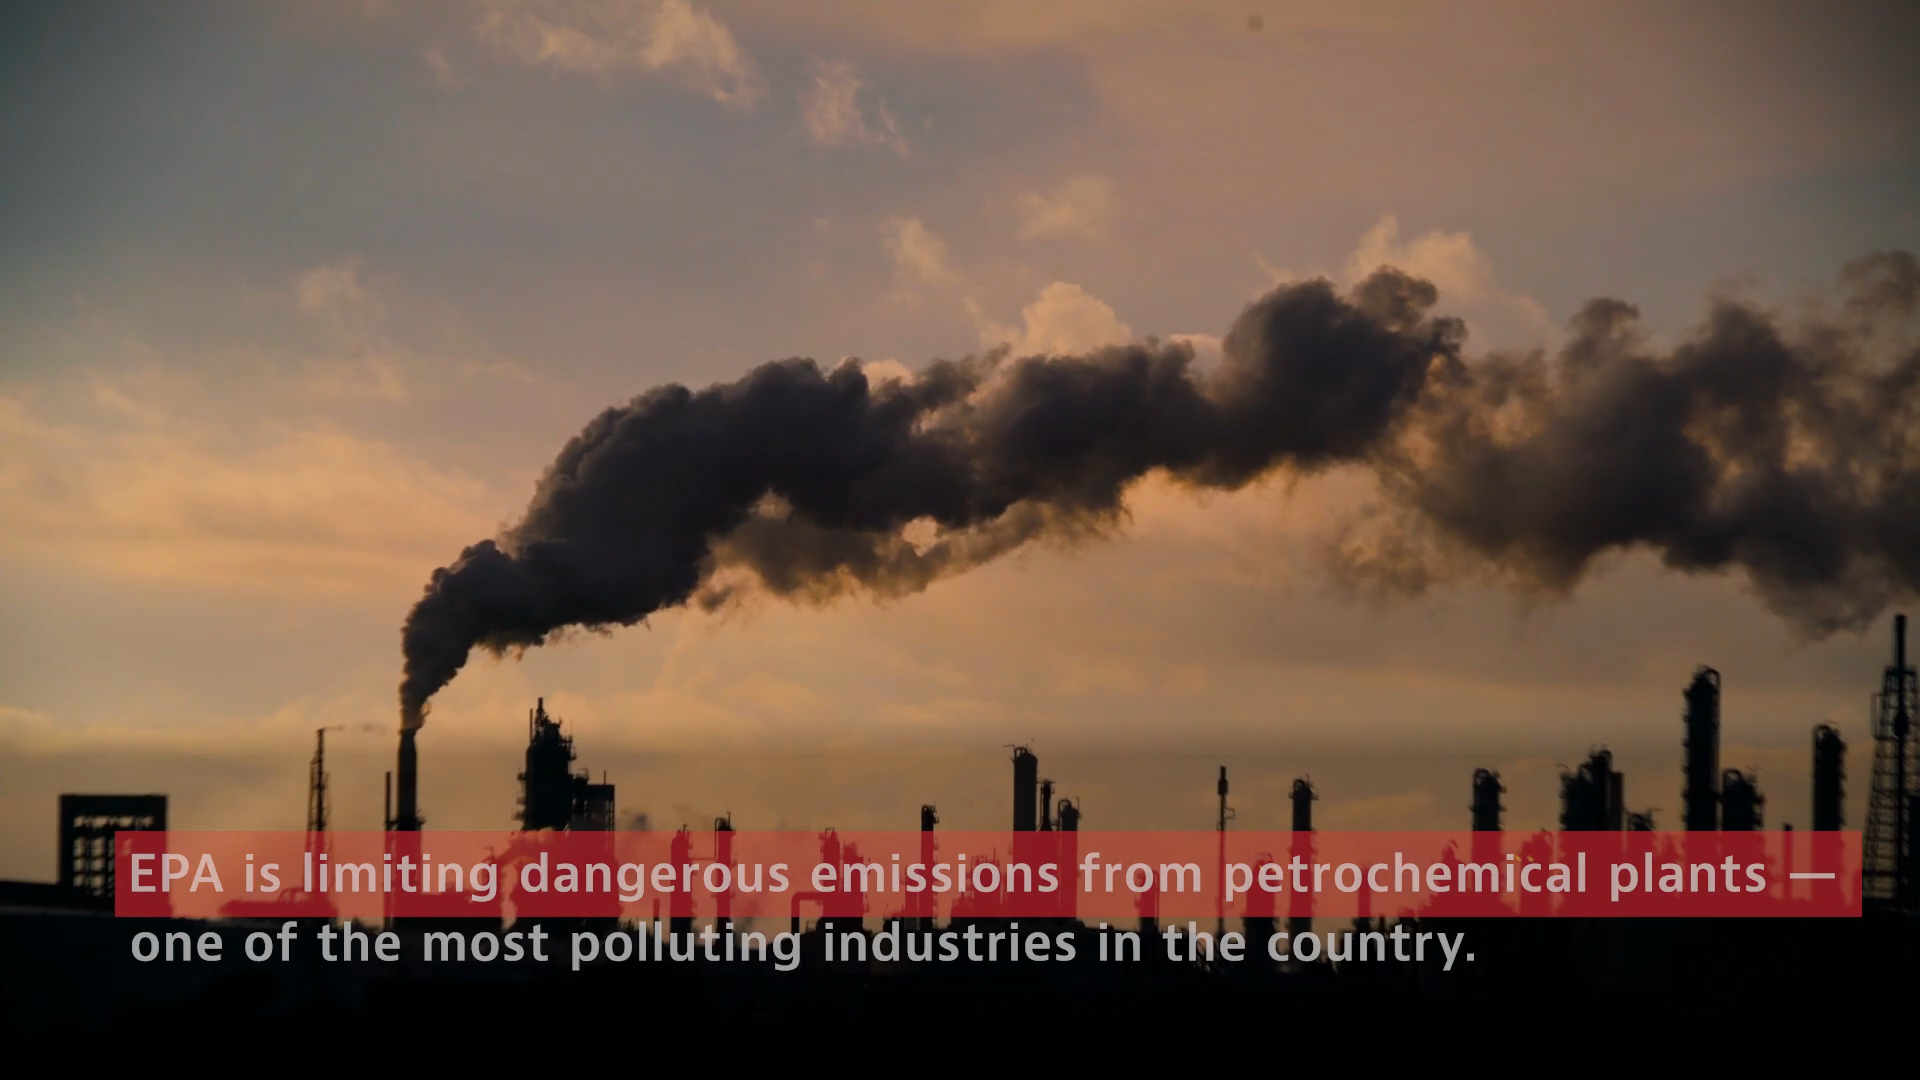 EPA is limiting dangerous emissions from petrochemical plants —
one of the most polluting industries in the country.